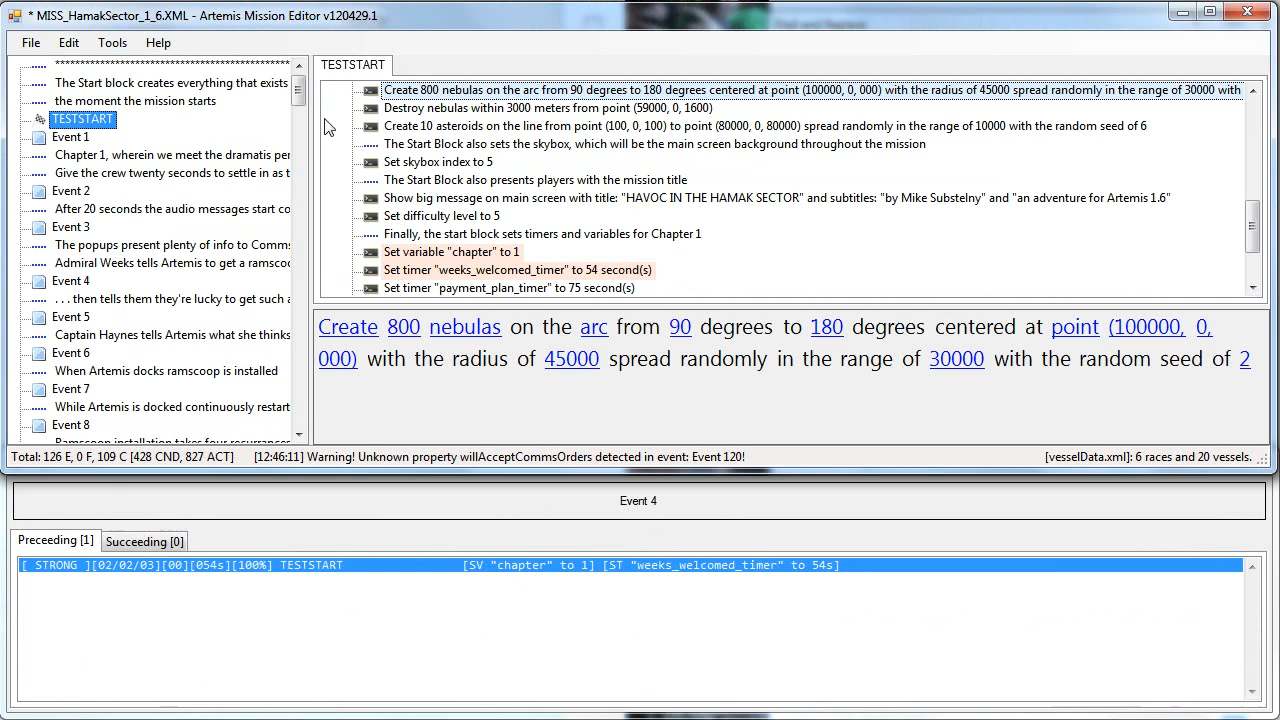 * MISS_HamakSector_1_6.XML - Artemis Mission Editor v120429.1
File Edit Tools Help
****************************************************
The Start block creates everything that exists
the moment the mission starts
TESTSTART
Event 1
Chapter 1, wherein we meet the dramatis per
Give the crew twenty seconds to settle in as t
Event 2
After 20 seconds the audio messages start co
Event 3
The popups present plenty of info to Comms
Admiral Weeks tells Artemis to get a ramscoo
Event 4
. . . then tells them they're lucky to get such a
Event 5
Captain Haynes tells Artemis what she thinks
Event 6
When Artemis docks ramscoop is installed
Event 7
While Artemis is docked continuously restart
Event 8
Ramscoop installation takes four recurrances
TESTSTART
Create 800 nebulas on the arc from 90 degrees to 180 degrees centered at point (100000, 0, 000) with the radius of 45000 spread randomly in the range of 30000 with
Destroy nebulas within 3000 meters from point (59000, 0, 1600)
Create 10 asteroids on the line from point (100, 0, 100) to point (80000, 0, 80000) spread randomly in the range of 10000 with the random seed of 6
The Start Block also sets the skybox, which will be the main screen background throughout the mission
Set skybox index to 5
The Start Block also presents players with the mission title
Show big message on main screen with title: "HAVOC IN THE HAMAK SECTOR" and subtitles: "by Mike Substelny" and "an adventure for Artemis 1.6"
Set difficulty level to 5
Finally, the start block sets timers and variables for Chapter 1
Set variable "chapter" to 1
Set timer "weeks_welcomed_timer" to 54 second(s)
Set timer "payment_plan_timer" to 75 second(s)
Create 800 nebulas on the arc from 90 degrees to 180 degrees centered at point (100000, 0,
000) with the radius of 45000 spread randomly in the range of 30000 with the random seed of 2
Total: 126 E, 0 F, 109 C [428 CND, 827 ACT] [12:46:11] Warning! Unknown property willAcceptCommsOrders detected in event: Event 120! [vesselData.xml]: 6 races and 20 vessels.
Event 4
Preceeding [1] Succeeding [0]
[ STRONG ][02/02/03][00][054s][100%] TESTSTART [SV "chapter" to 1] [ST "weeks_welcomed_timer" to 54s]